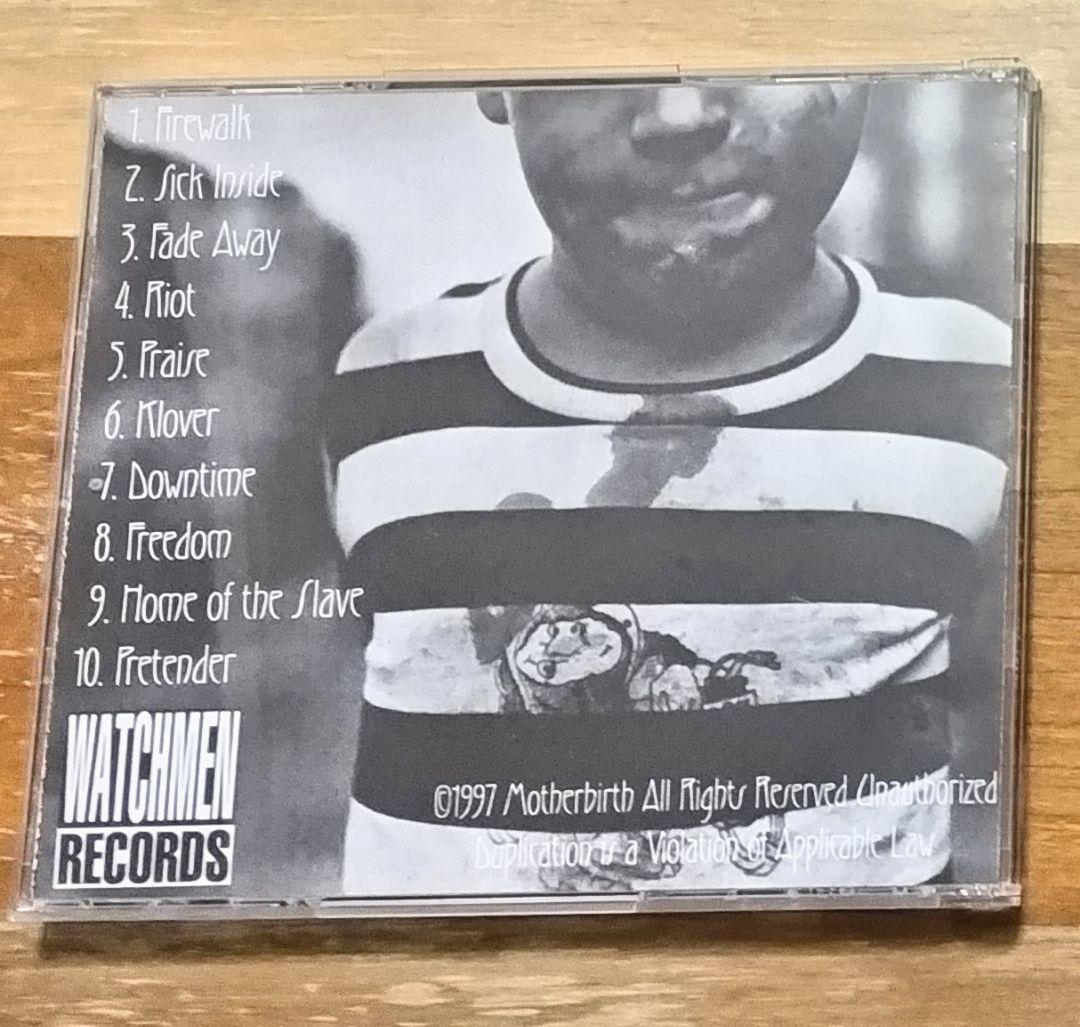 1. Firewalk
2. Sick Inside
3. Fade Away
4. Riot
5. Praise
6. Klover
7. Downtime
8. Freedom
9. Home of the Slave
10. Pretender
WATCHMEN
RECORDS
©1997 Motherbirth All Rights Reserved Unauthorized
Duplication is a Violation of Applicable Law